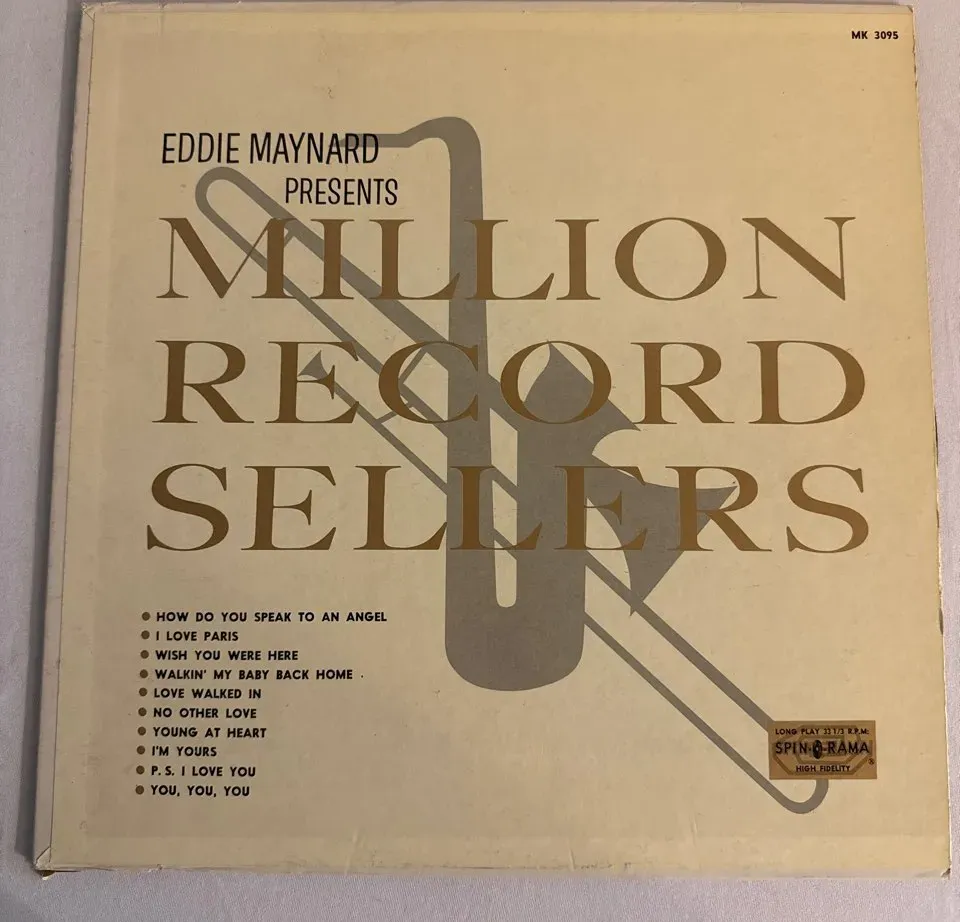 MK 3095
EDDIE MAYNARD
PRESENTS
MILLION
RECORD
SELLERS
HOW DO YOU SPEAK TO AN ANGEL
I LOVE PARIS
WISH YOU WERE HERE
WALKIN' MY BABY BACK HOME
LOVE WALKED IN
NO OTHER LOVE
YOUNG AT HEART
I'M YOURS
P. S. I LOVE YOU
YOU, YOU, YOU
LONG PLAY 33 1/3 R.P.M.
SPIN-O-RAMA
HIGH FIDELITY ®